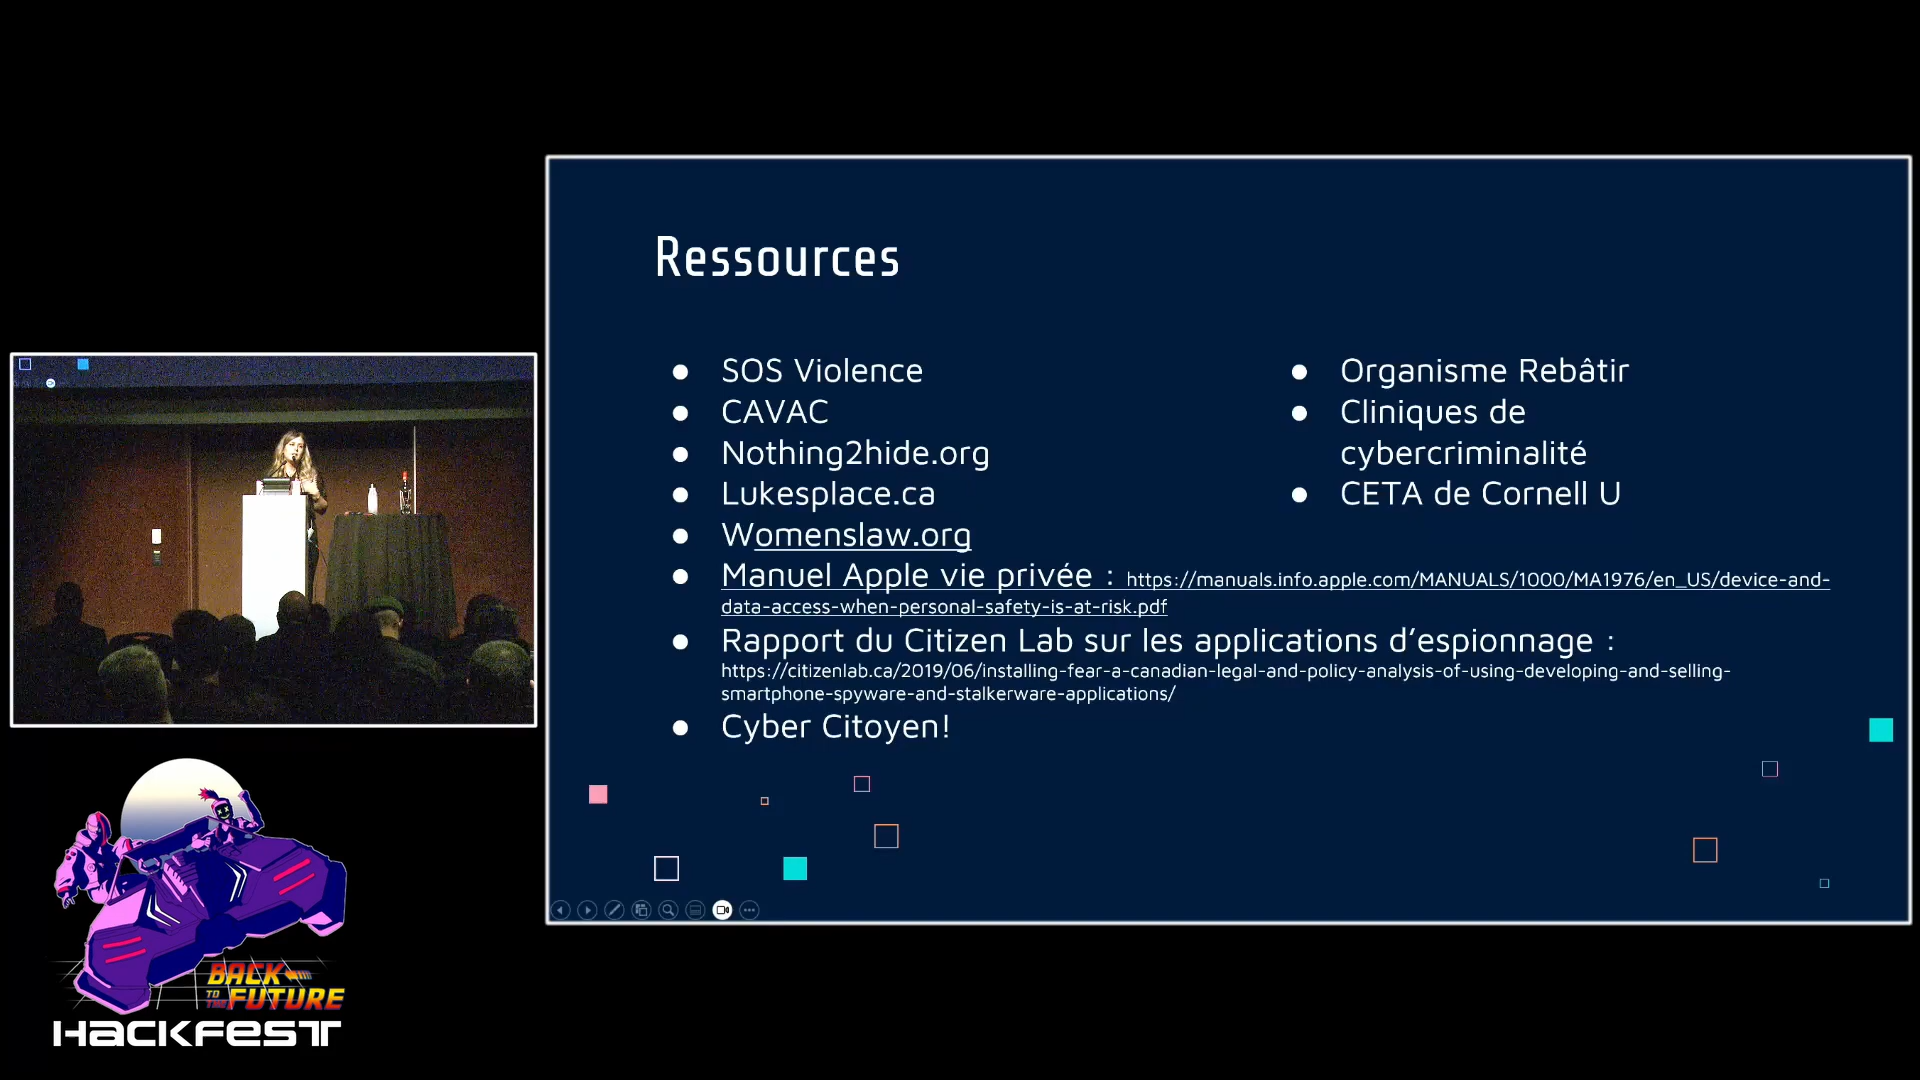 Ressources
SOS Violence
CAVAC
Nothing2hide.org
Lukesplace.ca
Womenslaw.org
Manuel Apple vie privée : https://manuals.info.apple.com/MANUALS/1000/MA1976/en_US/device-and-
data-access-when-personal-safety-is-at-risk.pdf
Rapport du Citizen Lab sur les applications d’espionnage :
https://citizenlab.ca/2019/06/installing-fear-a-canadian-legal-and-policy-analysis-of-using-developing-and-selling-
smartphone-spyware-and-stalkerware-applications/
Cyber Citoyen!
Organisme Rebâtir
Cliniques de
cybercriminalité
CETA de Cornell U
BACK
TO THE FUTURE
HACKFEST